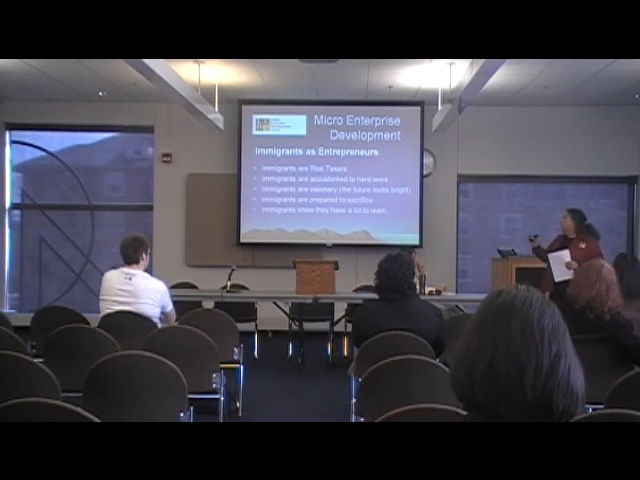 Micro Enterprise
Development
Immigrants as Entrepreneurs
- Immigrants are Risk Takers
- Immigrants are accustomed to hard work
- Immigrants are visionary (the future looks bright)
- Immigrants are prepared to sacrifice
- Immigrants know they have a lot to learn